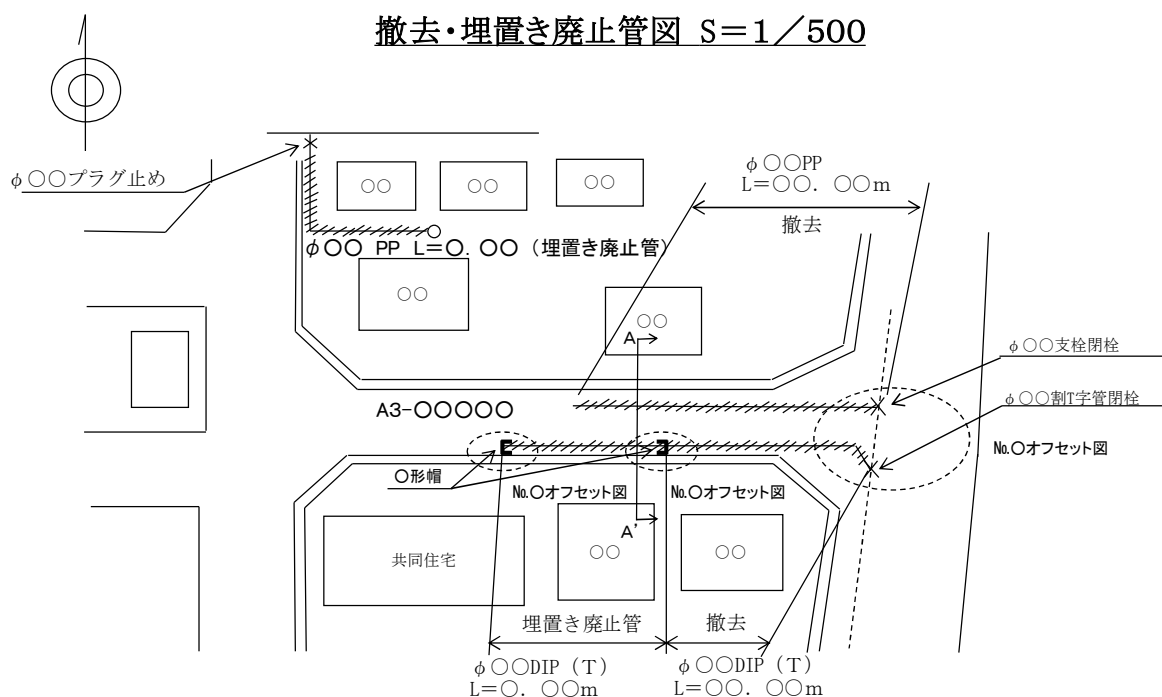 撤去・埋置き廃止管図 S＝1／500
φ○○プラグ止め
○○
○○
○○
φ○○PP
L＝○○．○○m
撤去
φ○○ PP L＝○．○○（埋置き廃止管）
○○
○○
A
φ○○支栓閉栓
φ○○割T字管閉栓
A3-○○○○○
№○オフセット図
○形帽
№○オフセット図
№○オフセット図
A'
共同住宅
○○
○○
埋置き廃止管
撤去
φ○○DIP（T）
L＝○．○○m
φ○○DIP（T）
L＝○○．○○m